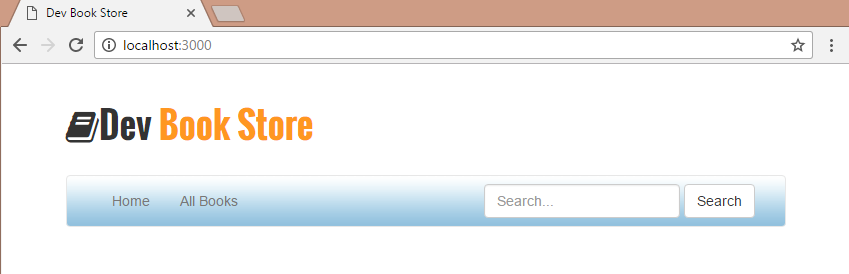 Dev Book Store
localhost:3000
Dev Book Store
Home All Books Search... Search